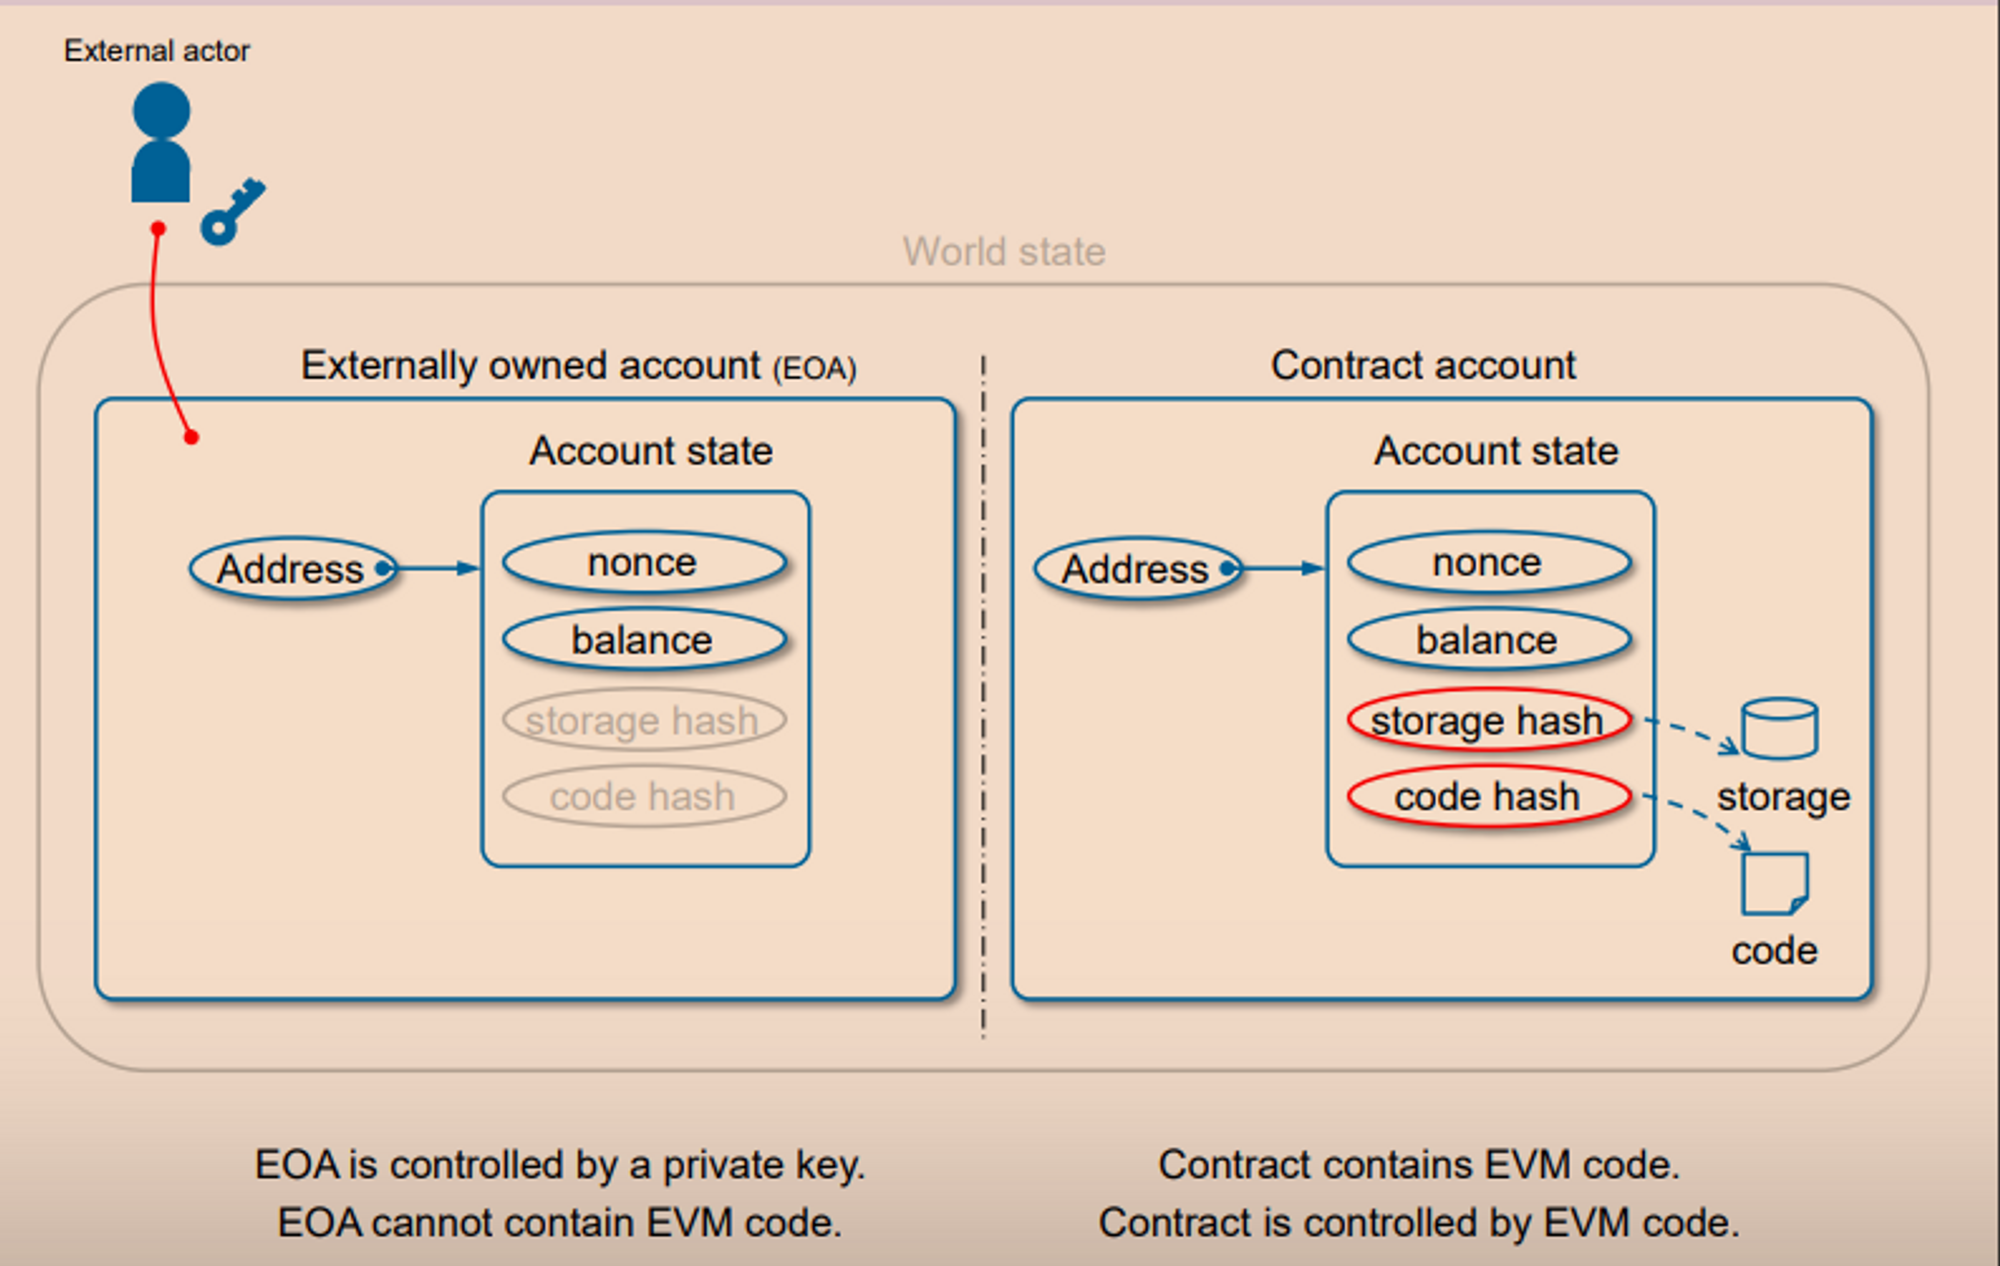 External actor
World state
Externally owned account (EOA)
Account state
Address
nonce
balance
storage hash
code hash
Contract account
Account state
Address
nonce
balance
storage hash
code hash
storage
code
EOA is controlled by a private key.
EOA cannot contain EVM code.
Contract contains EVM code.
Contract is controlled by EVM code.